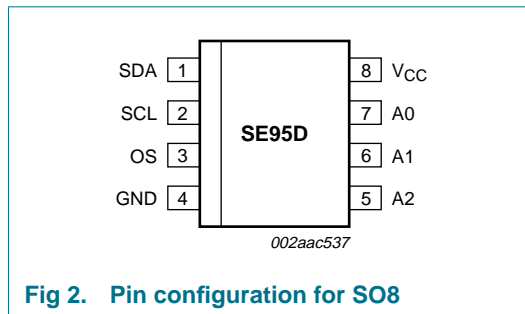 SDA 1 8 VCC
SCL 2 7 A0
SE95D
OS 3 6 A1
GND 4 5 A2
002aac537
Fig 2. Pin configuration for SO8